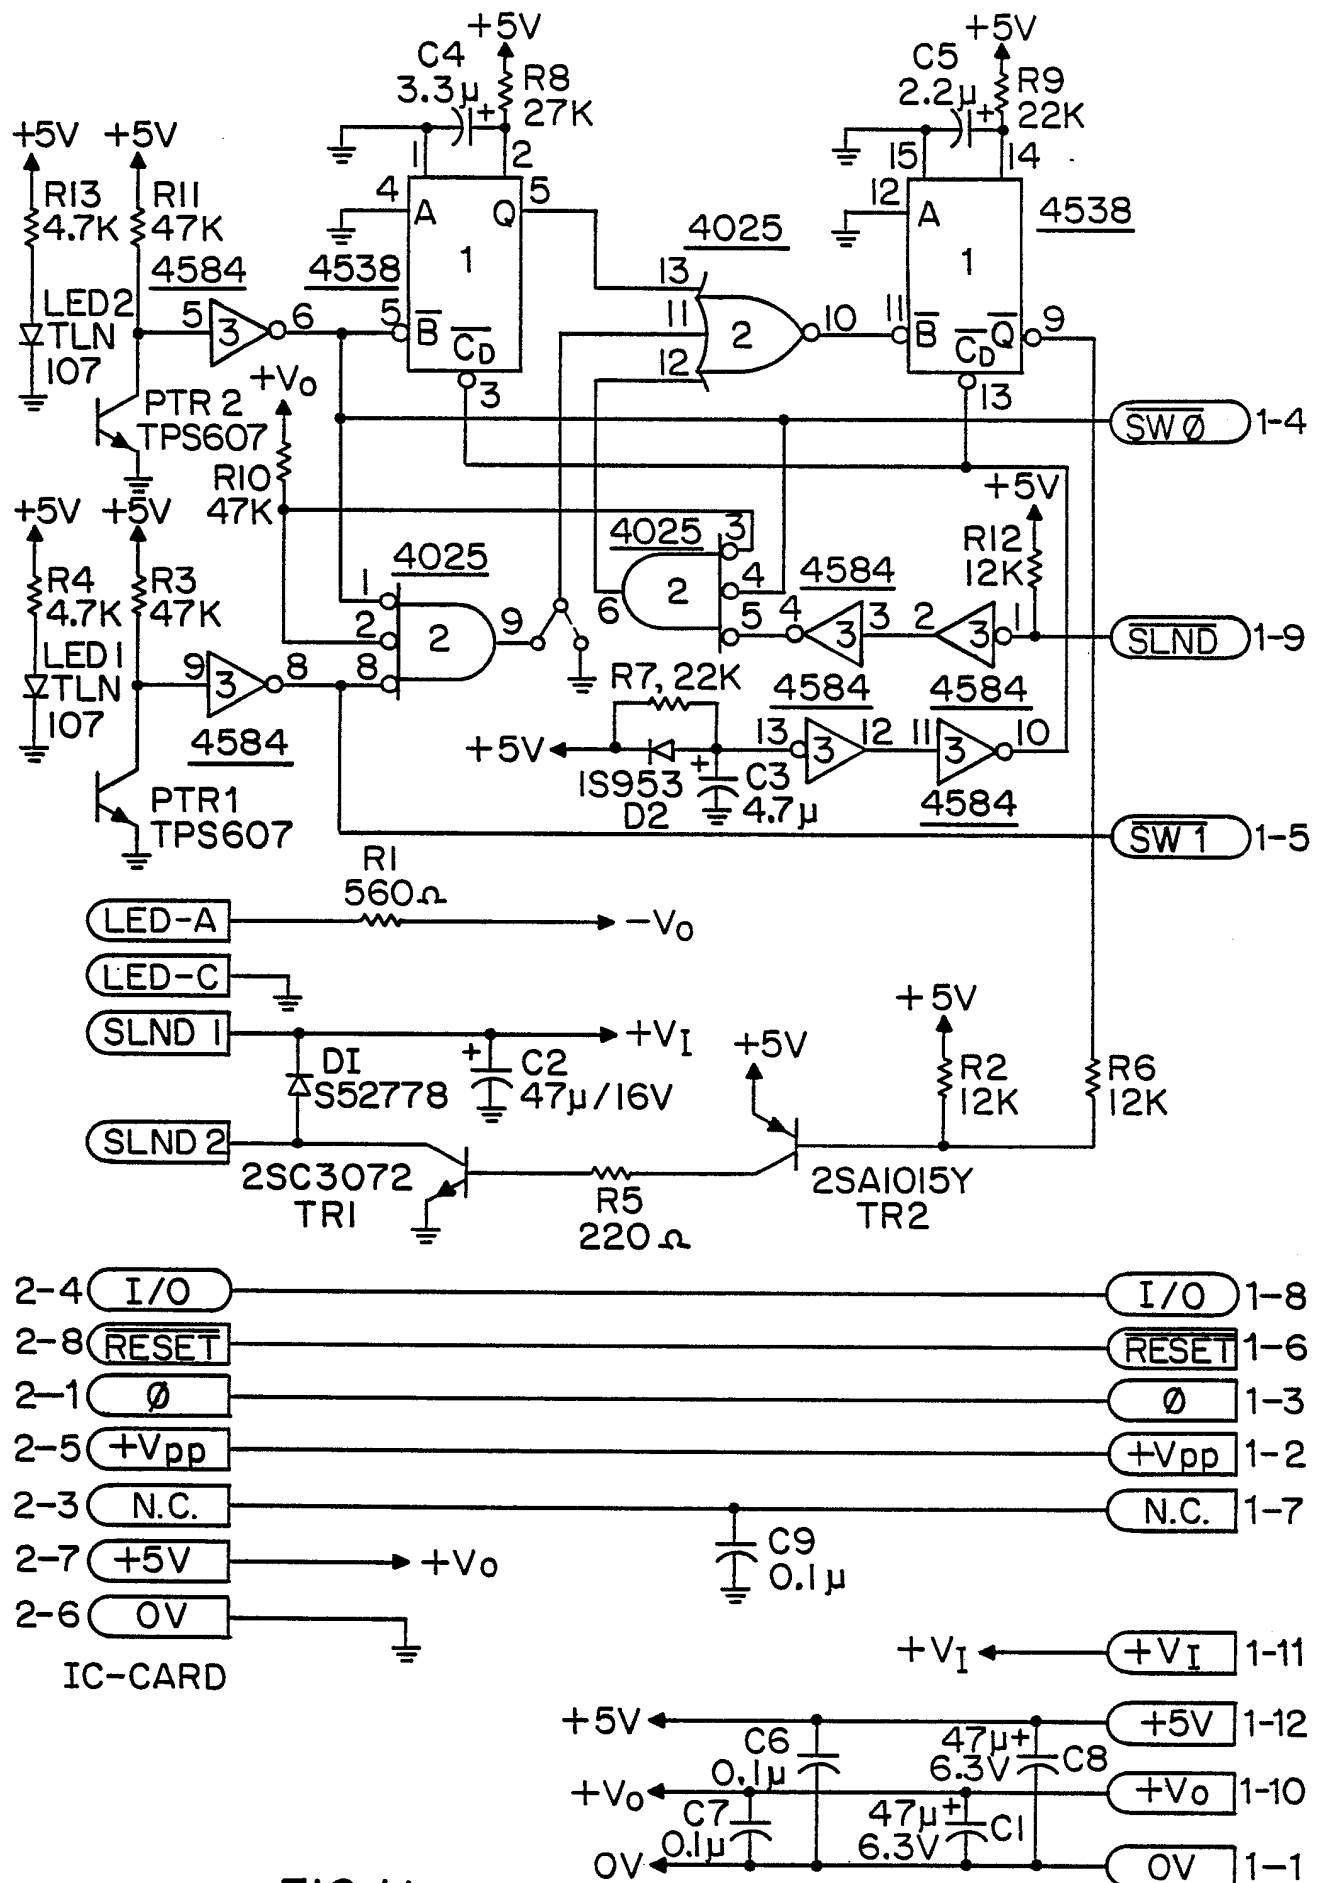 +5V
C4
3.3μ
+
R8
27K
+5V
C5
2.2μ
+
R9
22K
+5V
+5V
1
2
15
14
R13
4.7K
R11
47K
4
A
Q
5
1
12
A
1
4538
4025
4584
4538
13
11
12
2
10
11
B̅
C̅D̅
Q̅
9
13
LED2
TLN
107
5
3
6
5
B̅
C̅D̅
3
+Vo
PTR 2
TPS607
S̅W̅ ̅Ø̅
1-4
R10
47K
+5V
+5V
+5V
R4
4.7K
R3
47K
4025
1
2
8
2
9
4025
6
2
3
4
5
4584
4
3
3
2
3
1
R12
12K
S̅L̅N̅D̅
1-9
LED1
TLN
107
9
3
8
4584
R7, 22K
+5V
1S953
D2
+
C3
4.7μ
4584
13
3
12
4584
11
3
10
4584
PTR1
TPS607
S̅W̅ ̅1̅
1-5
LED-A
R1
560Ω
-Vo
LED-C
SLND 1
+VI
D1
S52778
+
C2
47μ/16V
+5V
+5V
R2
12K
R6
12K
SLND 2
2SC3072
TR1
R5
220Ω
2SA1015Y
TR2
2-4 I/O
I/O 1-8
2-8 R̅E̅S̅E̅T̅
R̅E̅S̅E̅T̅ 1-6
2-1 Ø
Ø 1-3
2-5 +Vpp
+Vpp 1-2
2-3 N.C.
N.C. 1-7
C9
0.1μ
2-7 +5V
+Vo
2-6 0V
IC-CARD
+VI
+VI 1-11
+5V
C6
0.1μ
47μ+
6.3V
C8
+5V 1-12
+Vo
C7
0.1μ
47μ+
6.3V
C1
+Vo 1-10
0V
0V 1-1